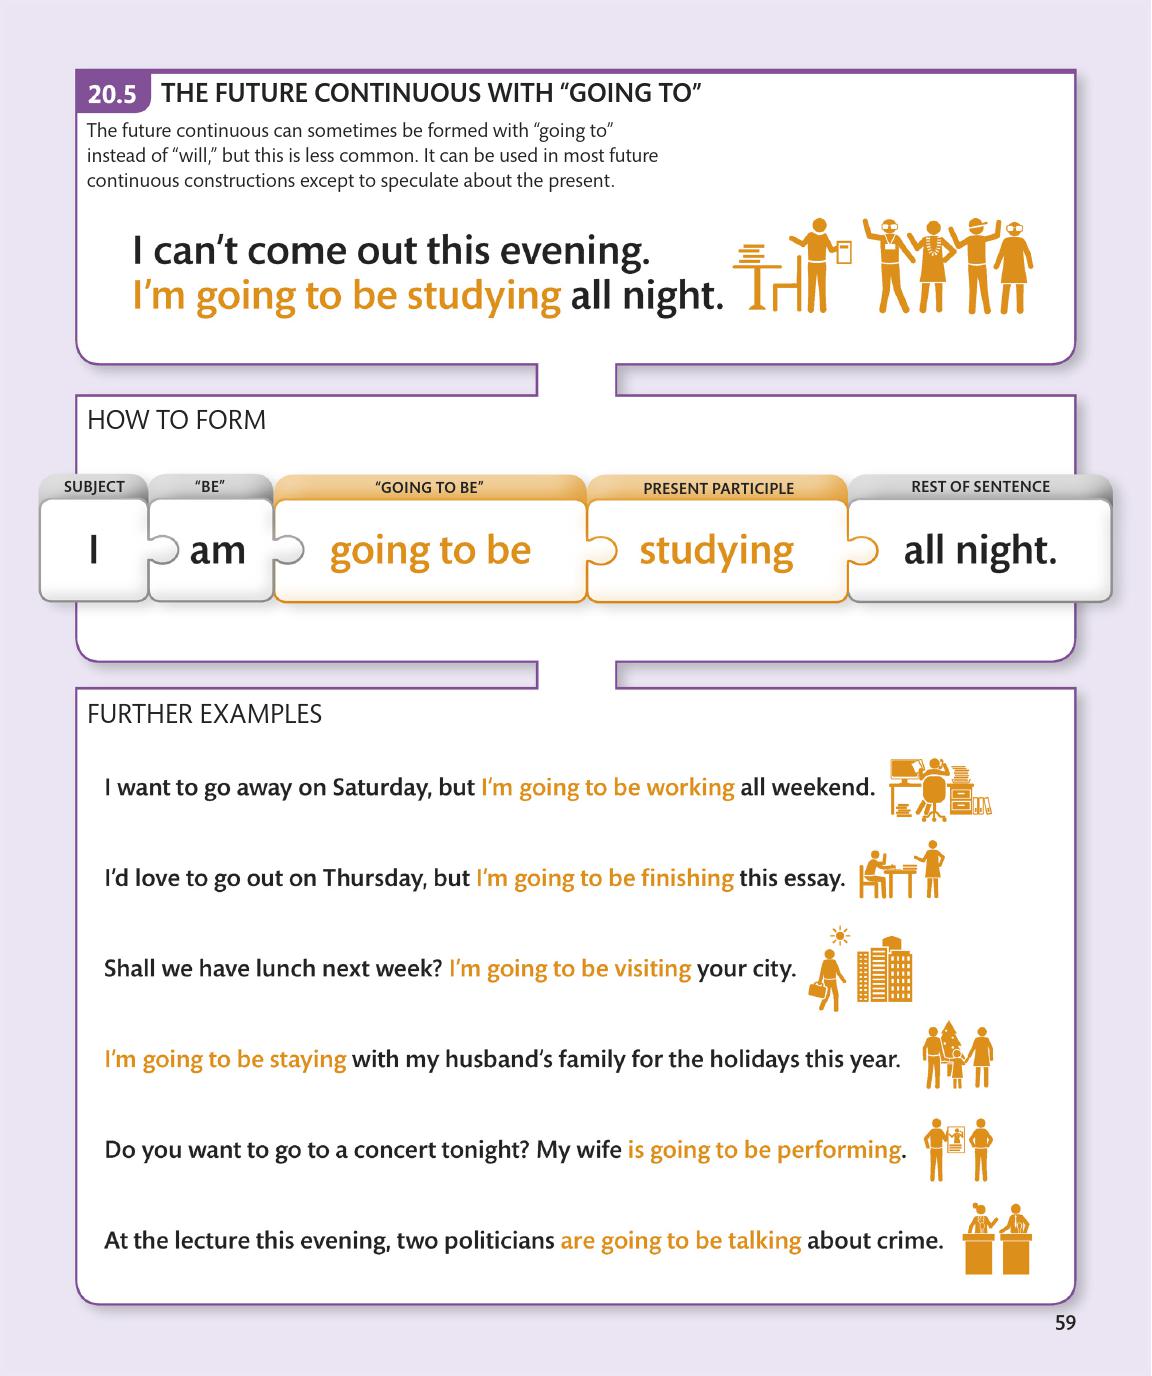 20.5 THE FUTURE CONTINUOUS WITH “GOING TO”
The future continuous can sometimes be formed with “going to”
instead of “will,” but this is less common. It can be used in most future
continuous constructions except to speculate about the present.
I can’t come out this evening.
I’m going to be studying all night.
HOW TO FORM
SUBJECT “BE” “GOING TO BE” PRESENT PARTICIPLE REST OF SENTENCE
I am going to be studying all night.
FURTHER EXAMPLES
I want to go away on Saturday, but I’m going to be working all weekend.
I’d love to go out on Thursday, but I’m going to be finishing this essay.
Shall we have lunch next week? I’m going to be visiting your city.
I’m going to be staying with my husband’s family for the holidays this year.
Do you want to go to a concert tonight? My wife is going to be performing.
At the lecture this evening, two politicians are going to be talking about crime.
59